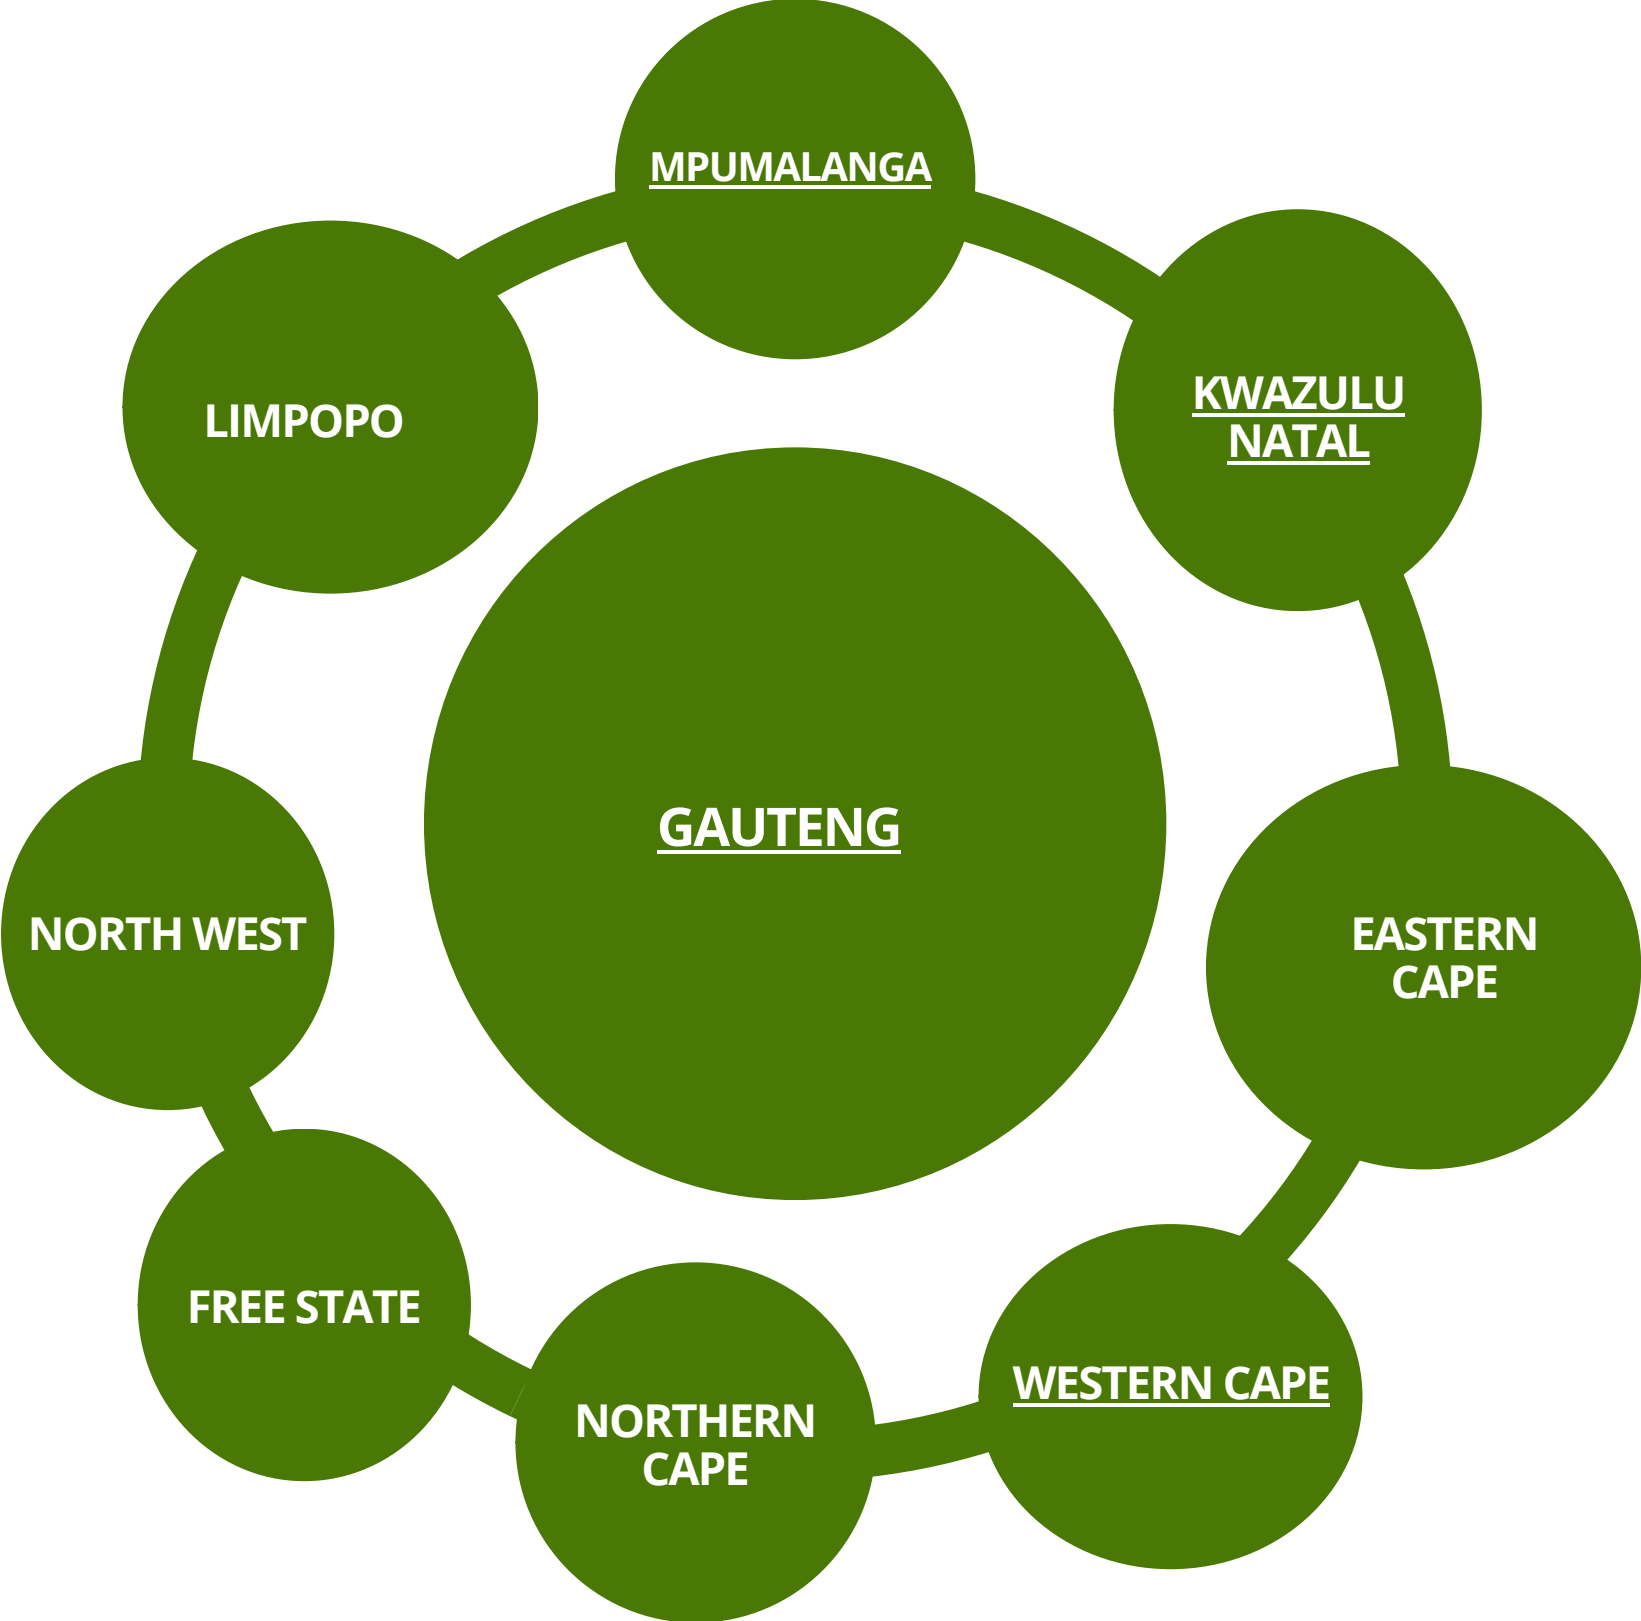 MPUMALANGA
KWAZULU
NATAL
LIMPOPO
GAUTENG
NORTH WEST
EASTERN
CAPE
FREE STATE
WESTERN CAPE
NORTHERN
CAPE